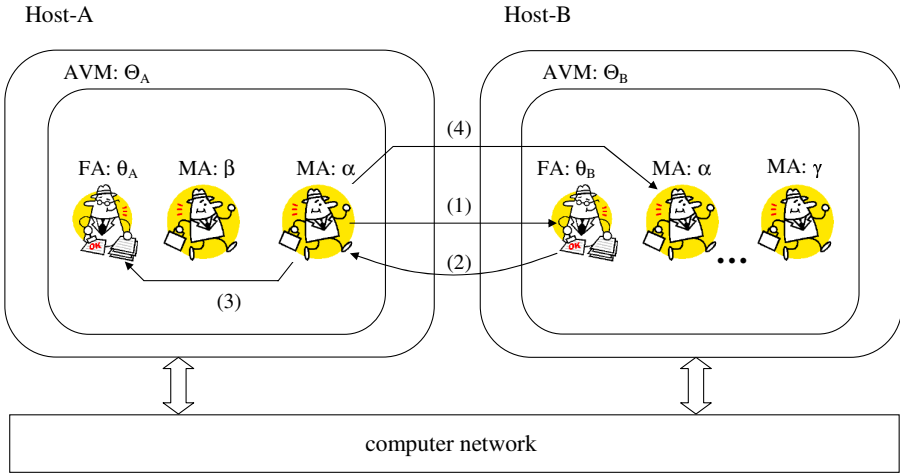 Host-A
Host-B
AVM: ΘA
AVM: ΘB
(4)
FA: θA
MA: β
MA: α
FA: θB
MA: α
MA: γ
(1)
OK
OK
(2)
...
(3)
computer network